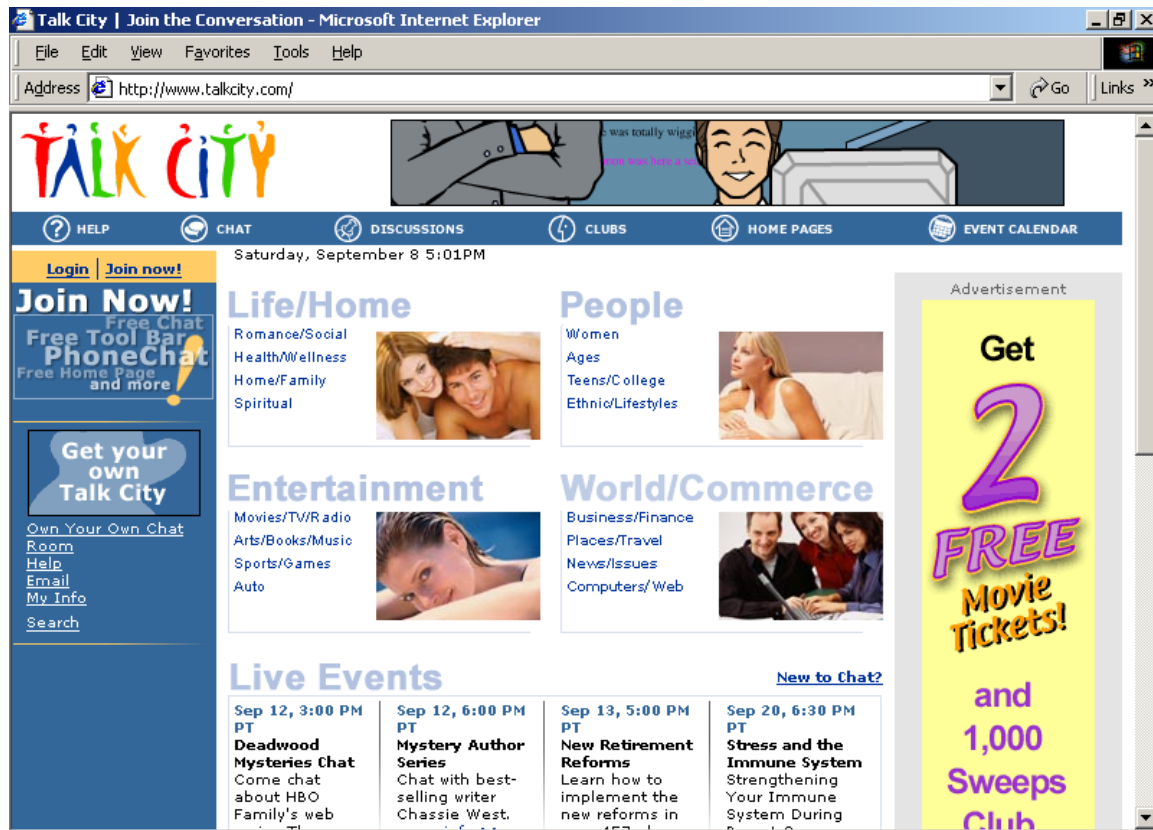 Talk City | Join the Conversation - Microsoft Internet Explorer
File Edit View Favorites Tools Help
Address http://www.talkcity.com/ Go Links »
TALK CITY
was totally wiggi
was here a se
HELP CHAT DISCUSSIONS CLUBS HOME PAGES EVENT CALENDAR
Login | Join now!
Saturday, September 8 5:01PM
Join Now!
Free Chat
Free Tool Bar
PhoneChat
Free Home Page
and more
!
Get your
own
Talk City
Own Your Own Chat
Room
Help
Email
My Info
Search
Life/Home
Romance/Social
Health/Wellness
Home/Family
Spiritual
People
Women
Ages
Teens/College
Ethnic/Lifestyles
Entertainment
Movies/TV/Radio
Arts/Books/Music
Sports/Games
Auto
World/Commerce
Business/Finance
Places/Travel
News/Issues
Computers/Web
Live Events
New to Chat?
Sep 12, 3:00 PM
PT
Deadwood
Mysteries Chat
Come chat
about HBO
Family's web
Sep 12, 6:00 PM
PT
Mystery Author
Series
Chat with best-
selling writer
Chassie West.
Sep 13, 5:00 PM
PT
New Retirement
Reforms
Learn how to
implement the
new reforms in
Sep 20, 6:30 PM
PT
Stress and the
Immune System
Strengthening
Your Immune
System During
Advertisement
Get
2
FREE
Movie
Tickets!
and
1,000
Sweeps
Club